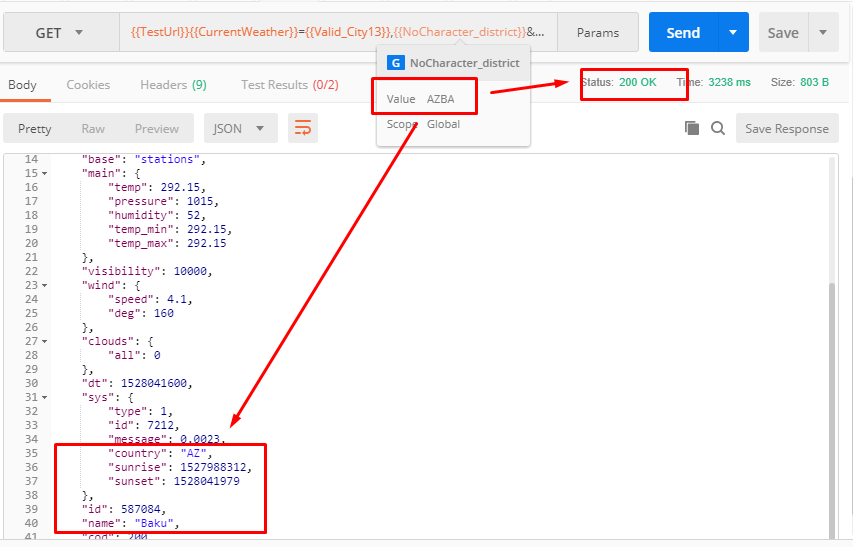 GET {{TestUrl}}{{CurrentWeather}}={{Valid_City13}},{{NoCharacter_district}}&... Params Send Save
G NoCharacter_district
Value AZBA
Scope Global
Body Cookies Headers (9) Test Results (0/2) Status: 200 OK Time: 3238 ms Size: 803 B
Pretty Raw Preview JSON Save Response
14 "base": "stations",
15 "main": {
16 "temp": 292.15,
17 "pressure": 1015,
18 "humidity": 52,
19 "temp_min": 292.15,
20 "temp_max": 292.15
21 },
22 "visibility": 10000,
23 "wind": {
24 "speed": 4.1,
25 "deg": 160
26 },
27 "clouds": {
28 "all": 0
29 },
30 "dt": 1528041600,
31 "sys": {
32 "type": 1,
33 "id": 7212,
34 "message": 0.0023,
35 "country": "AZ",
36 "sunrise": 1527988312,
37 "sunset": 1528041979
38 },
39 "id": 587084,
40 "name": "Baku",
41 "cod": 200